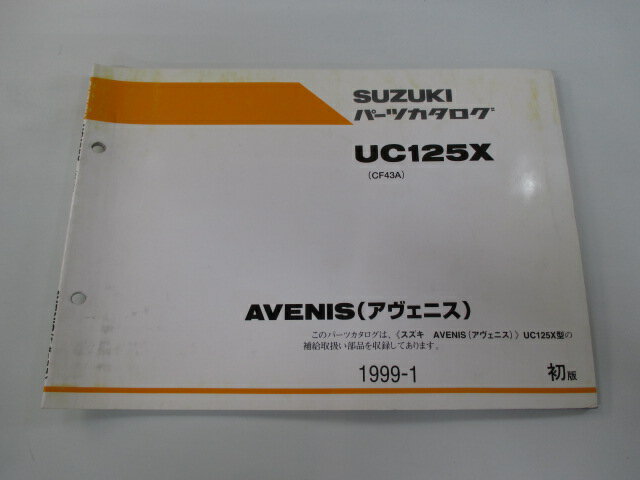 SUZUKI
パーツカタログ
UC125X
(CF43A)
AVENIS(アヴェニス)
このパーツカタログは、《スズキ AVENIS(アヴェニス)》UC125X型の
補給取扱い部品を収録してあります。
1999-1
初版